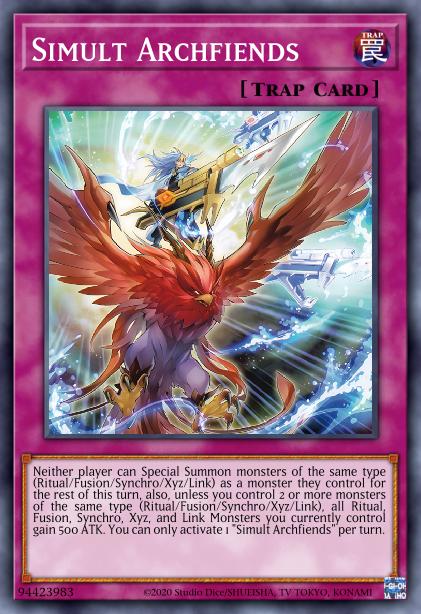 SIMULT ARCHFIENDS
TRAP
罠
[TRAP CARD]
Neither player can Special Summon monsters of the same type
(Ritual/Fusion/Synchro/Xyz/Link) as a monster they control for
the rest of this turn, also, unless you control 2 or more monsters
of the same type (Ritual/Fusion/Synchro/Xyz/Link), all Ritual,
Fusion, Synchro, Xyz, and Link Monsters you currently control
gain 500 ATK. You can only activate 1 "Simult Archfiends" per turn.
94423983
©2020 Studio Dice/SHUEISHA, TV TOKYO, KONAMI